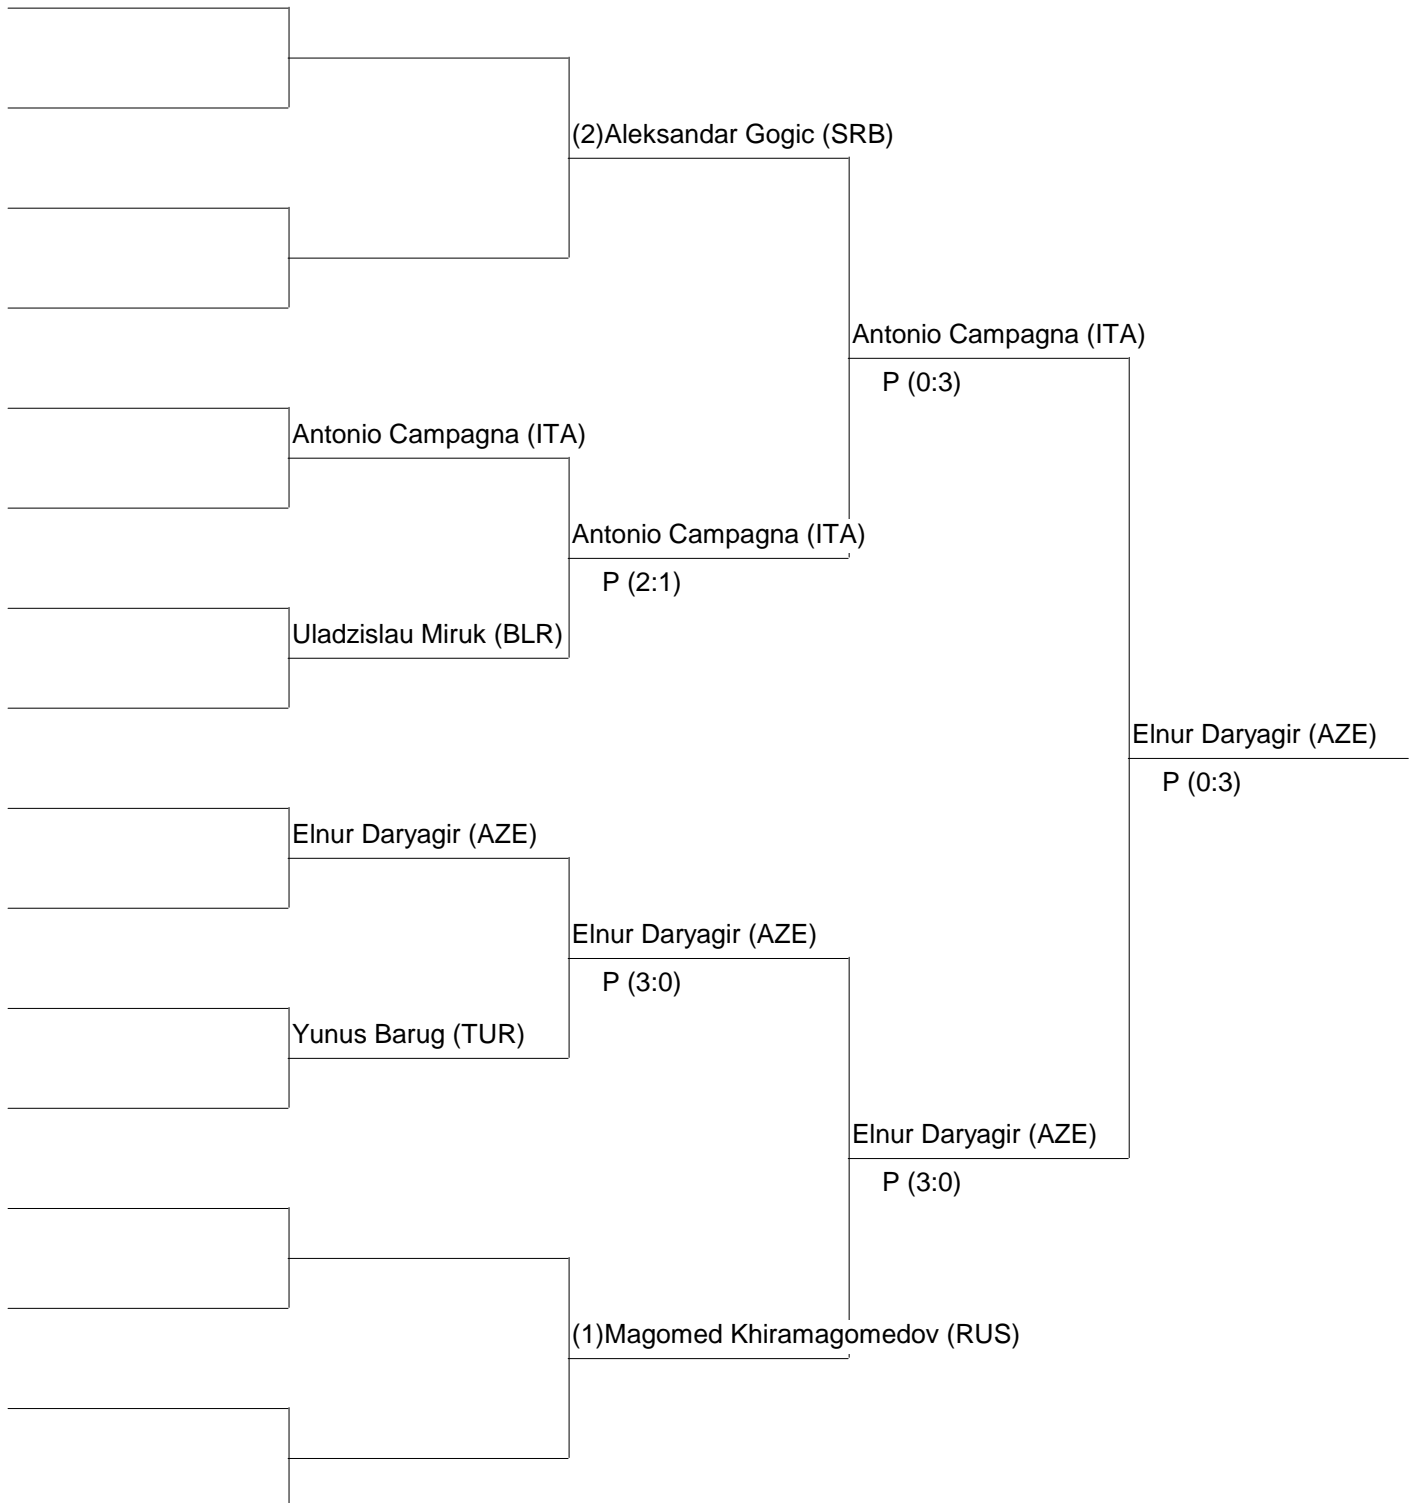 (2)Aleksandar Gogic (SRB)
Antonio Campagna (ITA)
P (0:3)
Antonio Campagna (ITA)
Antonio Campagna (ITA)
P (2:1)
Uladzislau Miruk (BLR)
Elnur Daryagir (AZE)
P (0:3)
Elnur Daryagir (AZE)
Elnur Daryagir (AZE)
P (3:0)
Yunus Barug (TUR)
Elnur Daryagir (AZE)
P (3:0)
(1)Magomed Khiramagomedov (RUS)